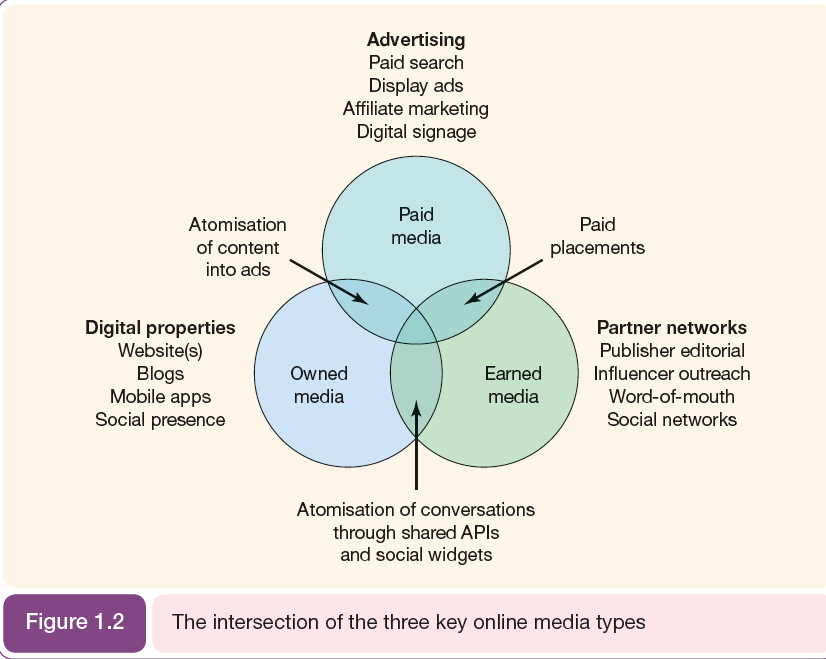 Advertising
Paid search
Display ads
Affiliate marketing
Digital signage
Paid
media
Atomisation
of content
into ads
Paid
placements
Digital properties
Website(s)
Blogs
Mobile apps
Social presence
Owned
media
Earned
media
Partner networks
Publisher editorial
Influencer outreach
Word-of-mouth
Social networks
Atomisation of conversations
through shared APIs
and social widgets
Figure 1.2
The intersection of the three key online media types